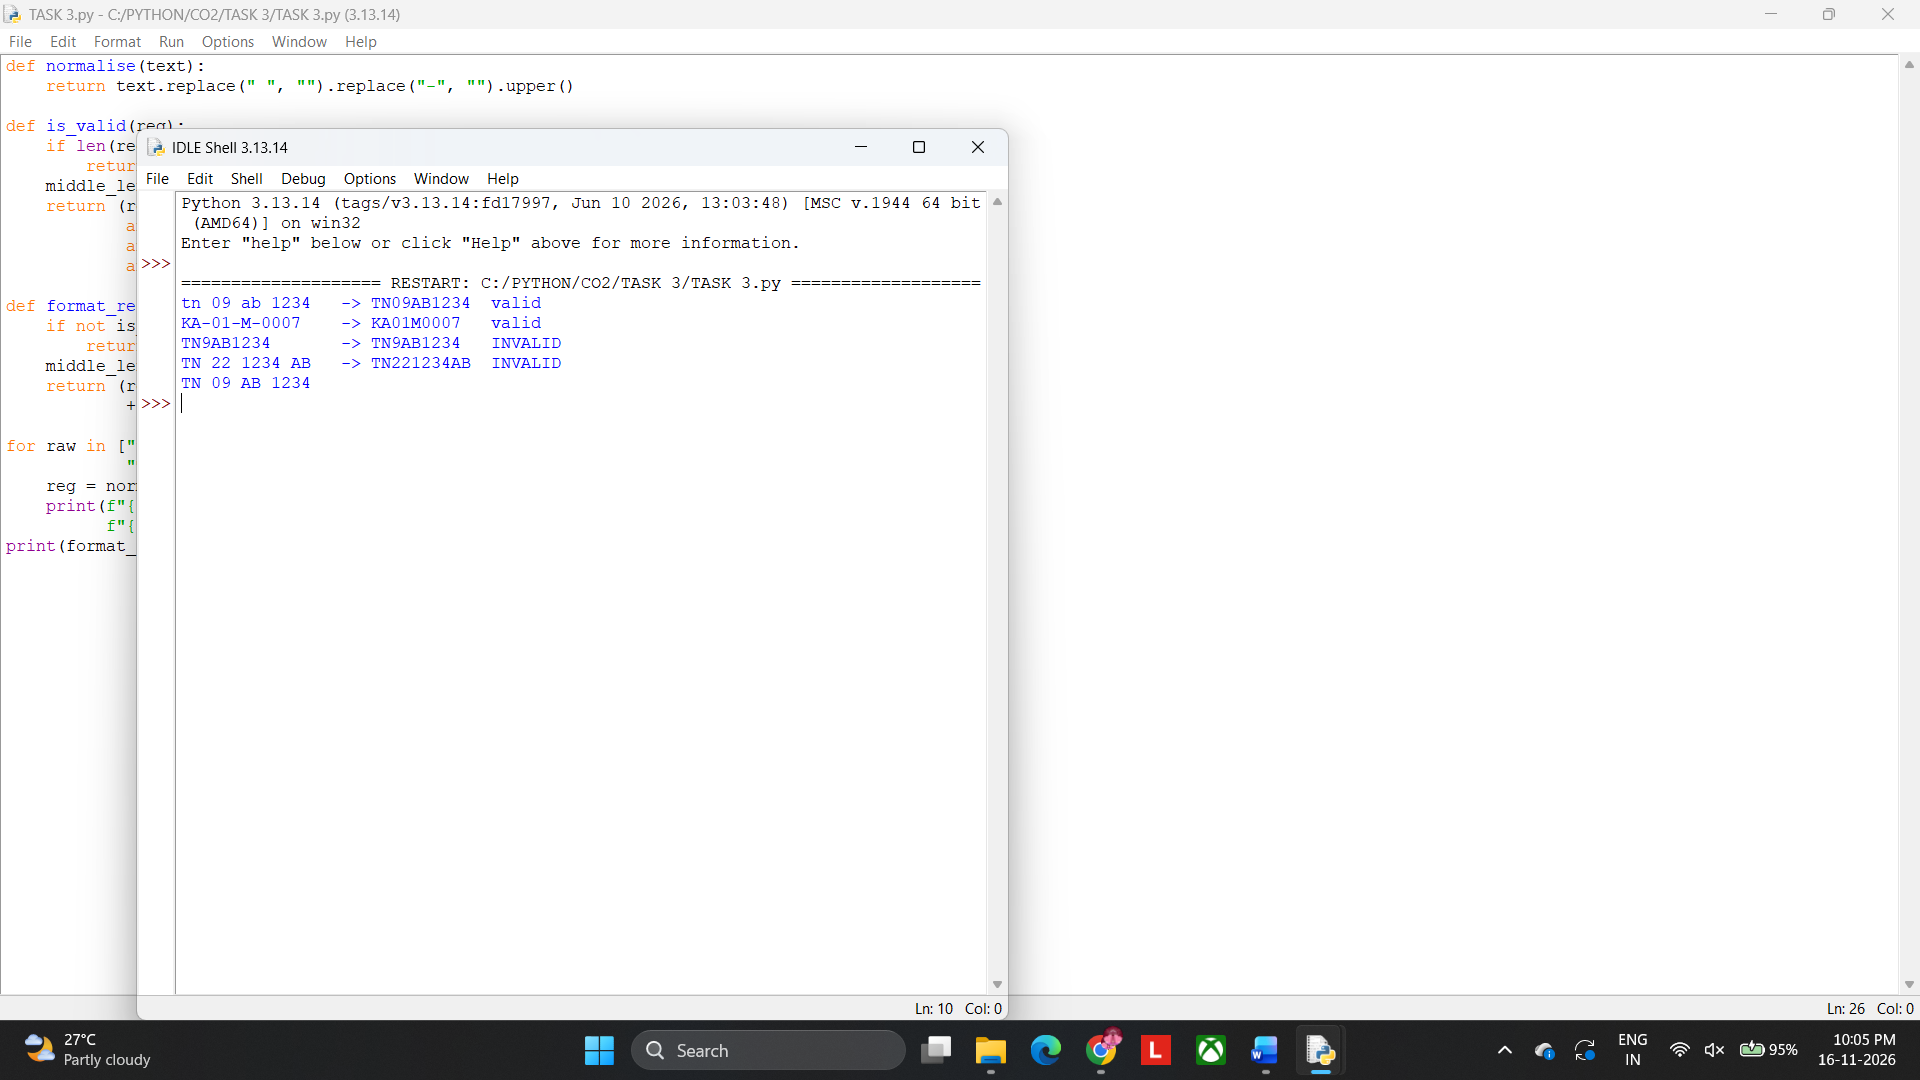 TASK 3.py - C:/PYTHON/CO2/TASK 3/TASK 3.py (3.13.14)
File Edit Format Run Options Window Help
def normalise(text):
    return text.replace(" ", "").replace("-", "").upper()
def is_valid(reg):
    if len(re
        retur
    middle_le
    return (r
            a
            a
            a
def format_re
    if not is
        retur
    middle_le
    return (r
            +
for raw in ["
            "
    reg = nor
    print(f"{
          f"{
print(format_
IDLE Shell 3.13.14
File Edit Shell Debug Options Window Help
Python 3.13.14 (tags/v3.13.14:fd17997, Jun 10 2026, 13:03:48) [MSC v.1944 64 bit
 (AMD64)] on win32
Enter "help" below or click "Help" above for more information.
>>>
==================== RESTART: C:/PYTHON/CO2/TASK 3/TASK 3.py ===================
tn 09 ab 1234   -> TN09AB1234  valid
KA-01-M-0007    -> KA01M0007   valid
TN9AB1234       -> TN9AB1234   INVALID
TN 22 1234 AB   -> TN221234AB  INVALID
TN 09 AB 1234
>>>
Ln: 10 Col: 0
Ln: 26 Col: 0
27°C
Partly cloudy
Search
L
W
ENG
IN
95%
10:05 PM
16-11-2026